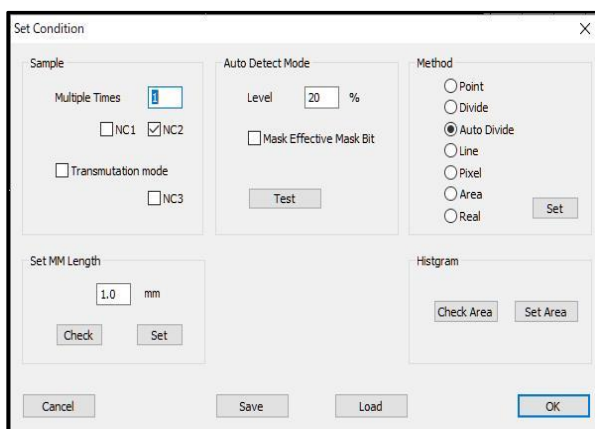 Set Condition
Sample
Multiple Times 1
NC1 NC2
Transmutation mode
NC3
Auto Detect Mode
Level 20 %
Mask Effective Mask Bit
Test
Method
Point
Divide
Auto Divide
Line
Pixel
Area
Real
Set
Set MM Length
1.0 mm
Check Set
Histgram
Check Area Set Area
Cancel Save Load OK